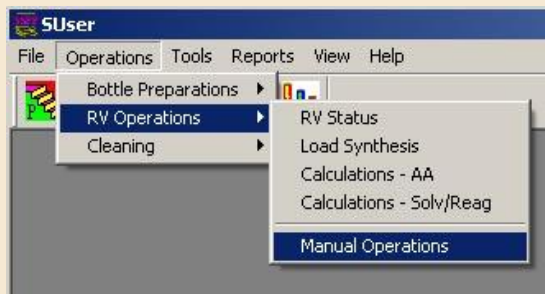 SUser
File Operations Tools Reports View Help
Bottle Preparations
RV Operations
Cleaning
RV Status
Load Synthesis
Calculations - AA
Calculations - Solv/Reag
Manual Operations
P